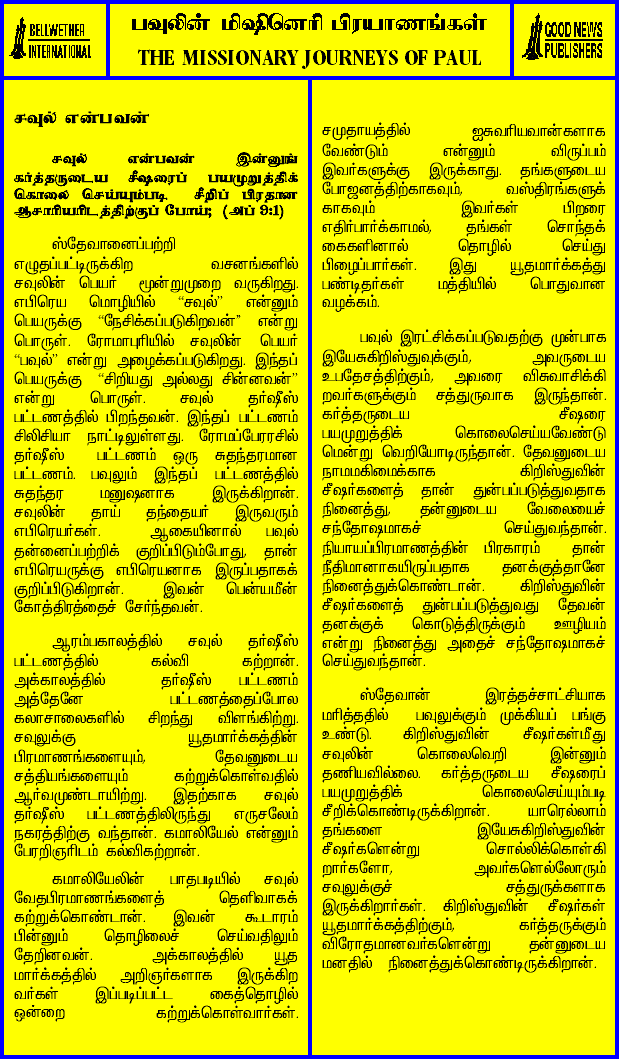 BELLWETHER
INTERNATIONAL
பவுலின் மிஷினெரி பிரயாணங்கள்
THE MISSIONARY JOURNEYS OF PAUL
GOOD NEWS
PUBLISHERS
சவுல் என்பவன்
சவுல் என்பவன் இன்னுங்
கர்த்தருடைய சீஷரைப் பயமுறுத்திக்
கொலை செய்யும்படி சீறிப் பிரதான
ஆசாரியரிடத்திற்குப் போய்; (அப் 9:1)
ஸ்தேவானைப்பற்றி
எழுதப்பட்டிருக்கிற வசனங்களில்
சவுலின் பெயர் மூன்றுமுறை வருகிறது.
எபிரெய மொழியில் “சவுல்” என்னும்
பெயருக்கு “நேசிக்கப்படுகிறவன்” என்று
பொருள். ரோமாபுரியில் சவுலின் பெயர்
“பவுல்” என்று அழைக்கப்படுகிறது. இந்தப்
பெயருக்கு “சிறியது அல்லது சின்னவன்”
என்று பொருள். சவுல் தர்ஷீஸ்
பட்டணத்தில் பிறந்தவன். இந்தப் பட்டணம்
சிலிசியா நாட்டிலுள்ளது. ரோமப்பேரரசில்
தர்ஷீஸ் பட்டணம் ஒரு சுதந்தரமான
பட்டணம். பவுலும் இந்தப் பட்டணத்தில்
சுதந்தர மனுஷனாக இருக்கிறான்.
சவுலின் தாய் தந்தையர் இருவரும்
எபிரெயர்கள். ஆகையினால் பவுல்
தன்னைப்பற்றிக் குறிப்பிடும்போது, தான்
எபிரெயருக்கு எபிரெயனாக இருப்பதாகக்
குறிப்பிடுகிறான். இவன் பென்யமீன்
கோத்திரத்தைச் சேர்ந்தவன்.
ஆரம்பகாலத்தில் சவுல் தர்ஷீஸ்
பட்டணத்தில் கல்வி கற்றான்.
அக்காலத்தில் தர்ஷீஸ் பட்டணம்
அத்தேனே பட்டணத்தைப்போல
கலாசாலைகளில் சிறந்து விளங்கிற்று.
சவுலுக்கு யூதமார்க்கத்தின்
பிரமாணங்களையும், தேவனுடைய
சத்தியங்களையும் கற்றுக்கொள்வதில்
ஆர்வமுண்டாயிற்று. இதற்காக சவுல்
தர்ஷீஸ் பட்டணத்திலிருந்து எருசலேம்
நகரத்திற்கு வந்தான். கமாலியேல் என்னும்
பேரறிஞரிடம் கல்விகற்றான்.
கமாலியேலின் பாதபடியில் சவுல்
வேதபிரமாணங்களைத் தெளிவாகக்
கற்றுக்கொண்டான். இவன் கூடாரம்
பின்னும் தொழிலைச் செய்வதிலும்
தேறினவன். அக்காலத்தில் யூத
மார்க்கத்தில் அறிஞர்களாக இருக்கிற
வர்கள் இப்படிப்பட்ட கைத்தொழில்
ஒன்றை கற்றுக்கொள்வார்கள்.
சமுதாயத்தில் ஐசுவரியவான்களாக
வேண்டும் என்னும் விருப்பம்
இவர்களுக்கு இருக்காது. தங்களுடைய
போஜனத்திற்காகவும், வஸ்திரங்களுக்
காகவும் இவர்கள் பிறரை
எதிர்பார்க்காமல், தங்கள் சொந்தக்
கைகளினால் தொழில் செய்து
பிழைப்பார்கள். இது யூதமார்க்கத்து
பண்டிதர்கள் மத்தியில் பொதுவான
வழக்கம்.
பவுல் இரட்சிக்கப்படுவதற்கு முன்பாக
இயேசுகிறிஸ்துவுக்கும், அவருடைய
உபதேசத்திற்கும், அவரை விசுவாசிக்கி
றவர்களுக்கும் சத்துருவாக இருந்தான்.
கர்த்தருடைய சீஷரை
பயமுறுத்திக் கொலைசெய்யவேண்டு
மென்று வெறியோடிருந்தான். தேவனுடைய
நாமமகிமைக்காக கிறிஸ்துவின்
சீஷர்களைத் தான் துன்பப்படுத்துவதாக
நினைத்து, தன்னுடைய வேலையைச்
சந்தோஷமாகச் செய்துவந்தான்.
நியாயப்பிரமாணத்தின் பிரகாரம் தான்
நீதிமானாகயிருப்பதாக தனக்குத்தானே
நினைத்துக்கொண்டான். கிறிஸ்துவின்
சீஷர்களைத் துன்பப்படுத்துவது தேவன்
தனக்குக் கொடுத்திருக்கும் ஊழியம்
என்று நினைத்து அதைச் சந்தோஷமாகச்
செய்துவந்தான்.
ஸ்தேவான் இரத்தச்சாட்சியாக
மரித்ததில் பவுலுக்கும் முக்கியப் பங்கு
உண்டு. கிறிஸ்துவின் சீஷர்கள்மீது
சவுலின் கொலைவெறி இன்னும்
தணியவில்லை. கர்த்தருடைய சீஷரைப்
பயமுறுத்திக் கொலைசெய்யும்படி
சீறிக்கொண்டிருக்கிறான். யாரெல்லாம்
தங்களை இயேசுகிறிஸ்துவின்
சீஷர்களென்று சொல்லிக்கொள்கி
றார்களோ, அவர்களெல்லோரும்
சவுலுக்குச் சத்துருக்களாக
இருக்கிறார்கள். கிறிஸ்துவின் சீஷர்கள்
யூதமார்க்கத்திற்கும், கர்த்தருக்கும்
விரோதமானவர்களென்று தன்னுடைய
மனதில் நினைத்துக்கொண்டிருக்கிறான்.